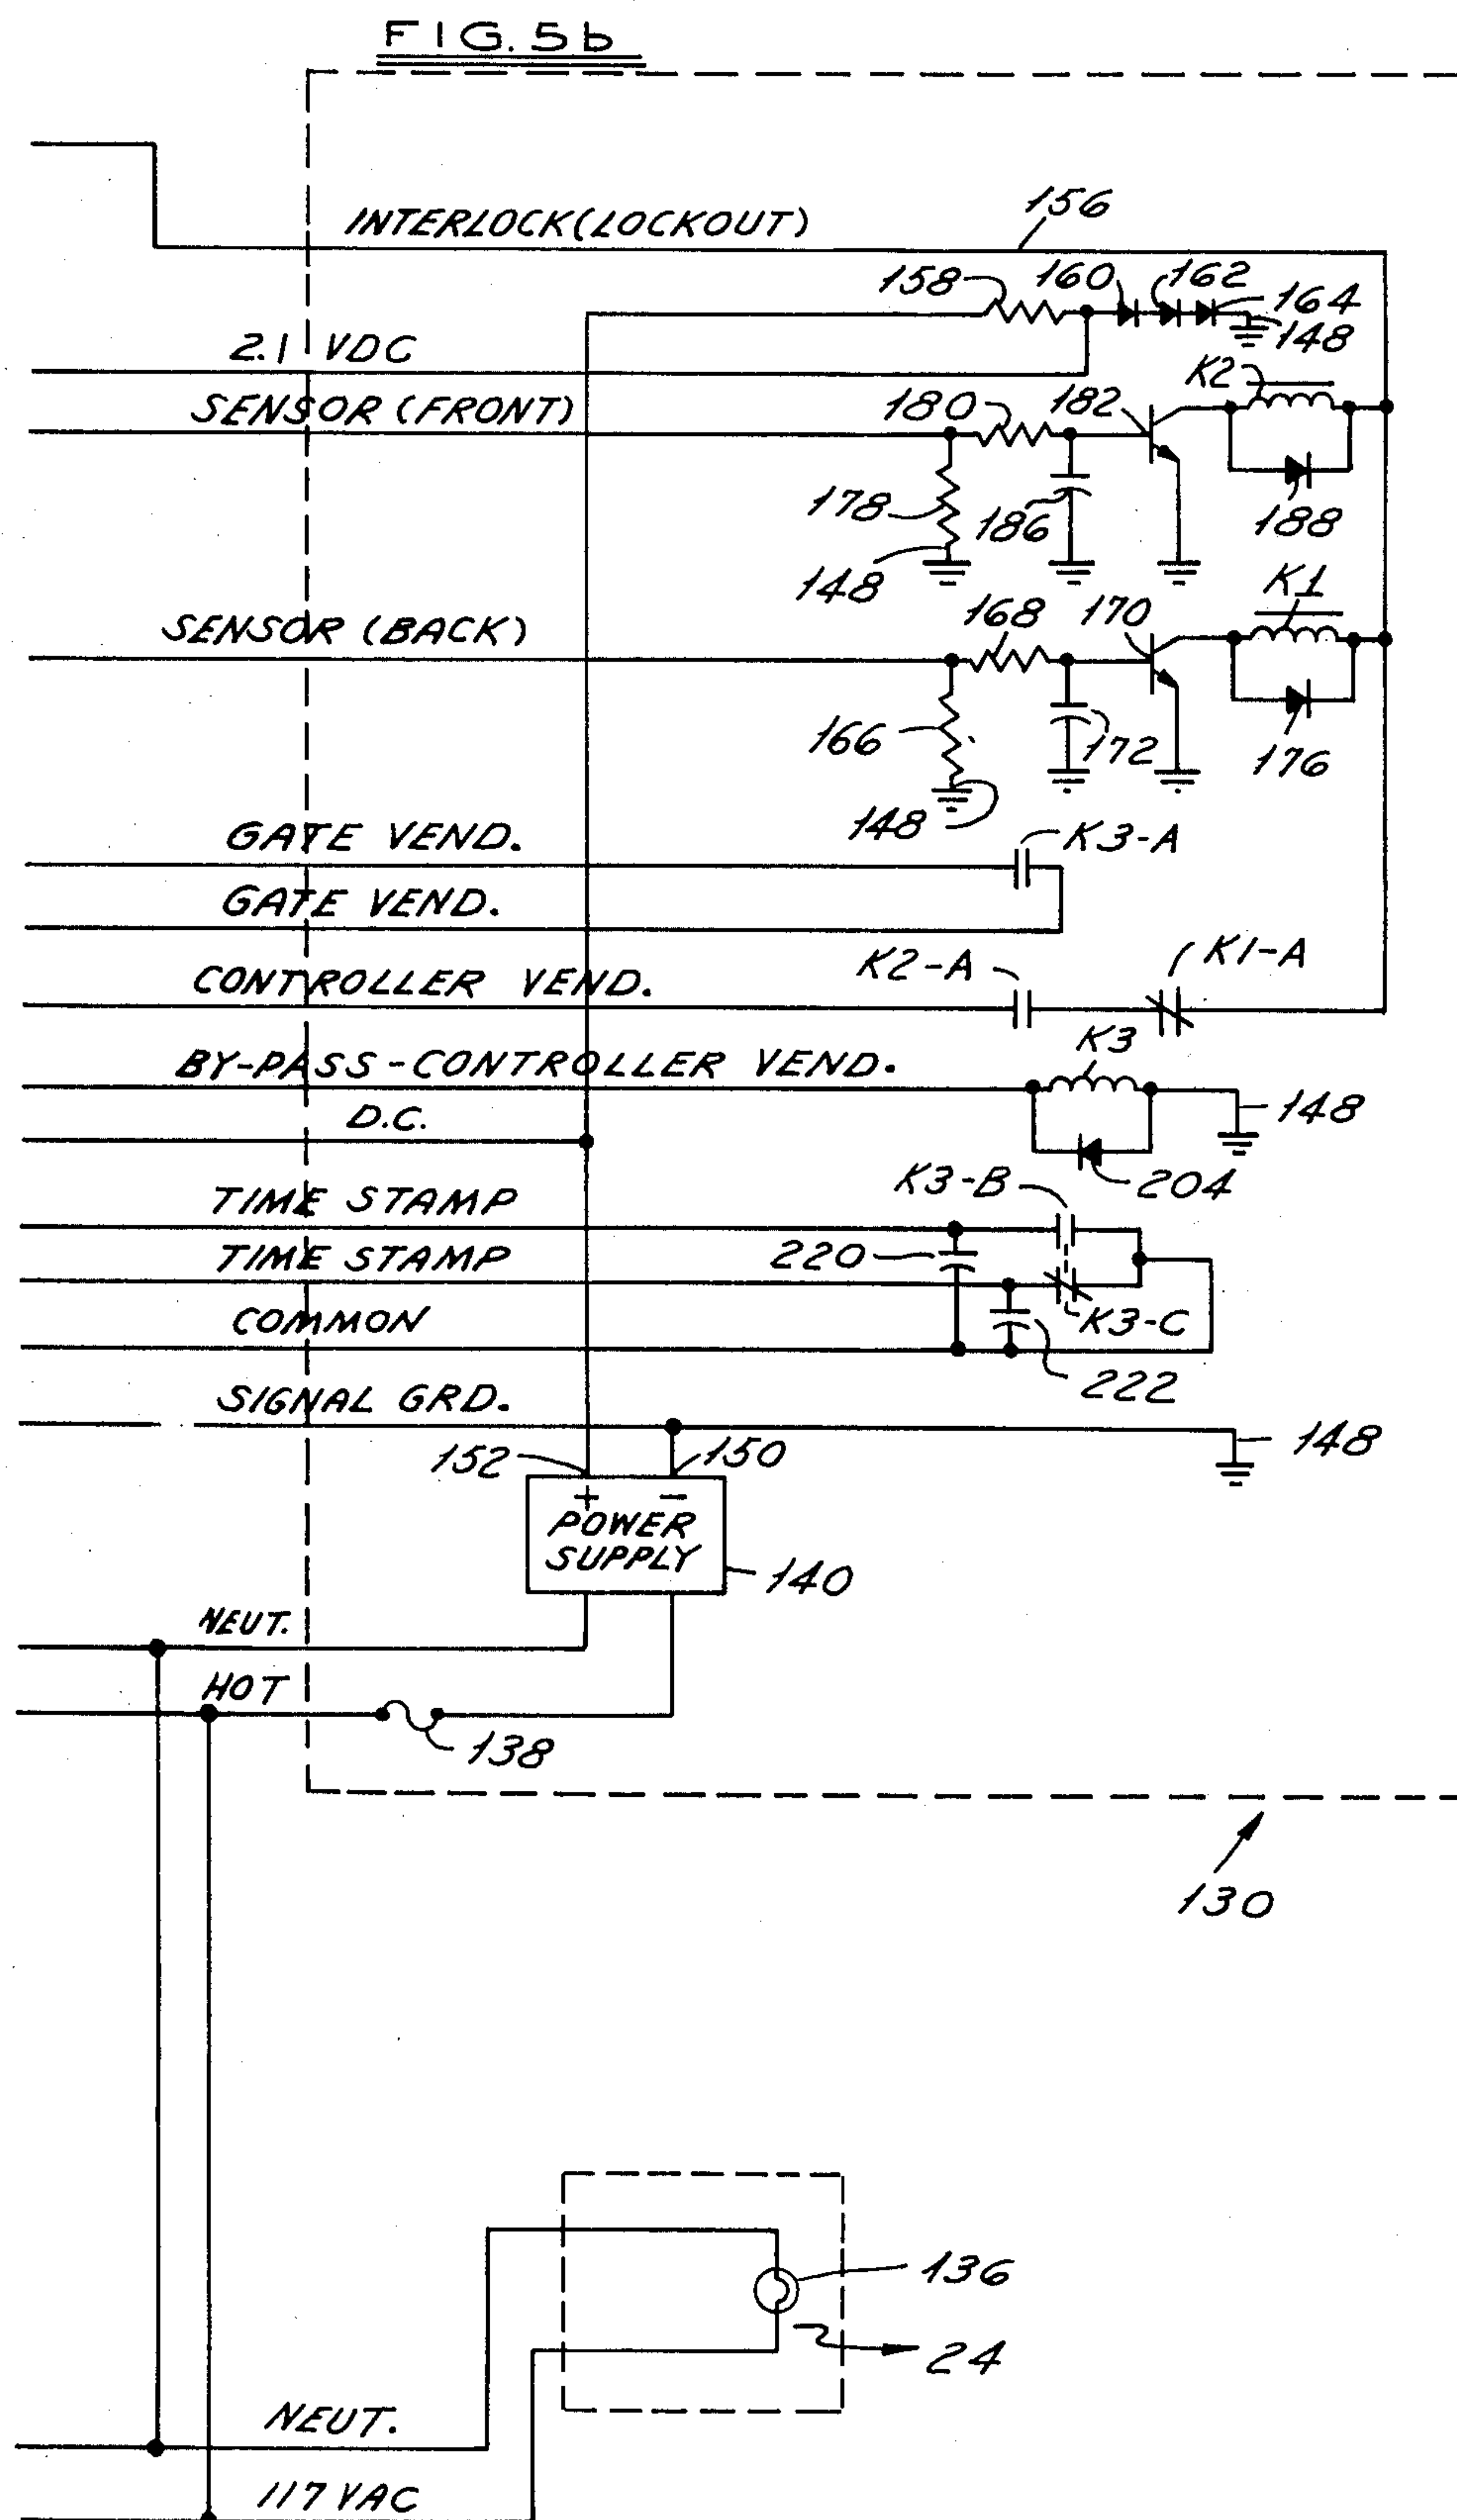 FIG. 5b
INTERLOCK (LOCKOUT)
156
158
160
162
164
148
2.1 VDC
K2
SENSOR (FRONT)
180
182
178
186
188
148
K1
SENSOR (BACK)
168
170
166
172
176
148
GATE VEND.
K3-A
GATE VEND.
CONTROLLER VEND.
K2-A
K1-A
BY-PASS-CONTROLLER VEND.
K3
148
D.C.
204
TIME STAMP
K3-B
TIME STAMP
220
COMMON
K3-C
222
SIGNAL GRD.
148
152
150
+ −
POWER
SUPPLY
140
NEUT.
HOT
138
130
136
24
NEUT.
117 VAC